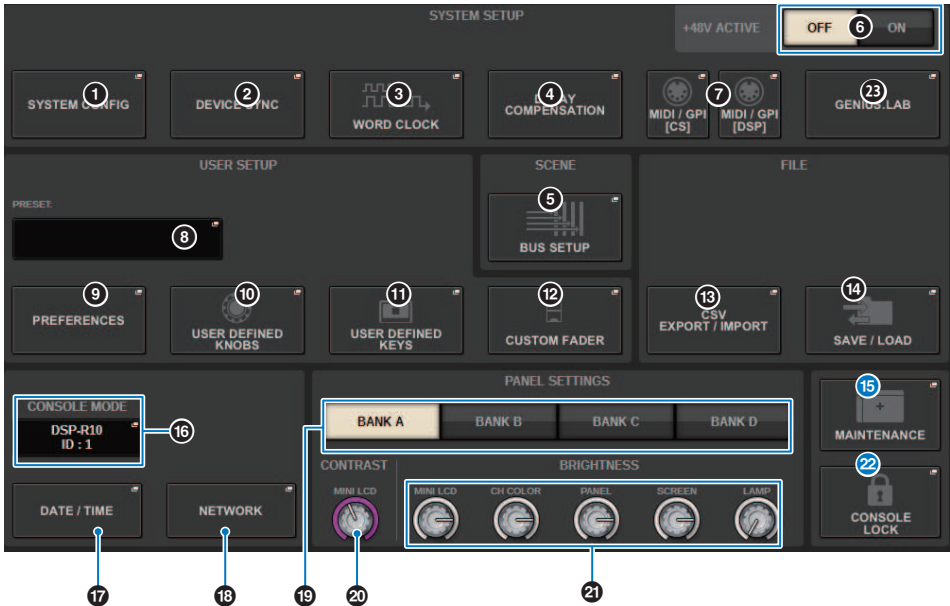 SYSTEM SETUP
+48V ACTIVE
OFF
6
ON
1
SYSTEM CONFIG
2
DEVICE SYNC
3
WORD CLOCK
4
DELAY
COMPENSATION
7
MIDI / GPI
[CS]
MIDI / GPI
[DSP]
23
GENIUS.LAB
USER SETUP
PRESET:
8
SCENE
5
BUS SETUP
FILE
9
PREFERENCES
10
USER DEFINED
KNOBS
11
USER DEFINED
KEYS
12
CUSTOM FADER
13
CSV
EXPORT / IMPORT
14
SAVE / LOAD
CONSOLE MODE
DSP-R10
ID : 1
16
DATE / TIME
NETWORK
PANEL SETTINGS
BANK A
BANK B
BANK C
BANK D
CONTRAST
MINI LCD
BRIGHTNESS
MINI LCD
CH COLOR
PANEL
SCREEN
LAMP
15
MAINTENANCE
22
CONSOLE
LOCK
17
18
19
20
21